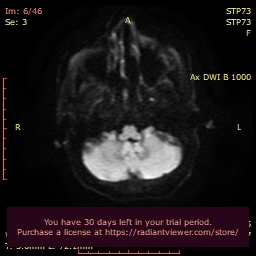 Im: 6/46
Se: 3
A
STP73
STP73
F
Ax DWI B 1000
R
L
You have 30 days left in your trial period.
Purchase a license at https://radiantviewer.com/store/